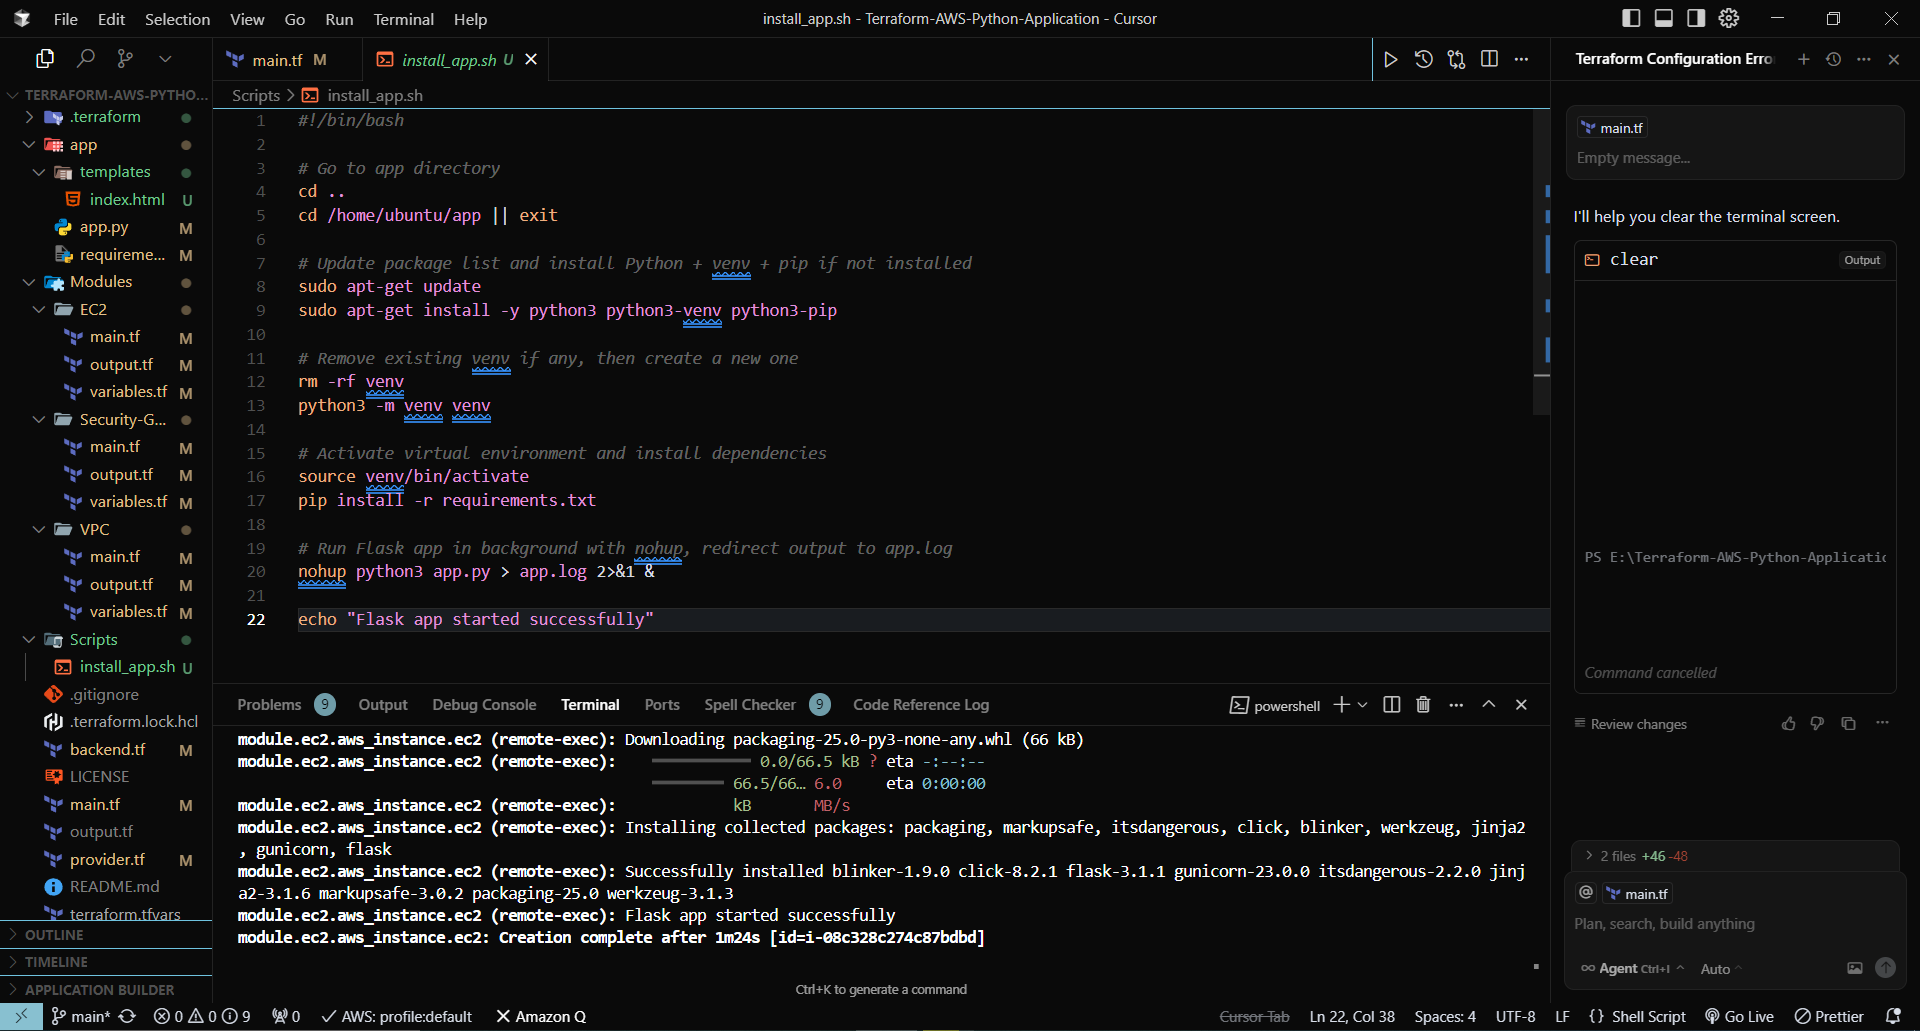 File Edit Selection View Go Run Terminal Help
install_app.sh - Terraform-AWS-Python-Application - Cursor
main.tf M
install_app.sh U
Terraform Configuration Erro
TERRAFORM-AWS-PYTHO...
.terraform
app
templates
index.html U
app.py M
requireme... M
Modules
EC2
main.tf M
output.tf M
variables.tf M
Security-G...
main.tf M
output.tf M
variables.tf M
VPC
main.tf M
output.tf M
variables.tf M
Scripts
install_app.sh U
.gitignore
.terraform.lock.hcl
backend.tf M
LICENSE
main.tf M
output.tf
provider.tf M
README.md
terraform.tfvars
OUTLINE
TIMELINE
APPLICATION BUILDER
Scripts > install_app.sh
1 #!/bin/bash
2
3 # Go to app directory
4 cd ..
5 cd /home/ubuntu/app || exit
6
7 # Update package list and install Python + venv + pip if not installed
8 sudo apt-get update
9 sudo apt-get install -y python3 python3-venv python3-pip
10
11 # Remove existing venv if any, then create a new one
12 rm -rf venv
13 python3 -m venv venv
14
15 # Activate virtual environment and install dependencies
16 source venv/bin/activate
17 pip install -r requirements.txt
18
19 # Run Flask app in background with nohup, redirect output to app.log
20 nohup python3 app.py > app.log 2>&1 &
21
22 echo "Flask app started successfully"
Problems 9 Output Debug Console Terminal Ports Spell Checker 9 Code Reference Log
powershell
module.ec2.aws_instance.ec2 (remote-exec): Downloading packaging-25.0-py3-none-any.whl (66 kB)
module.ec2.aws_instance.ec2 (remote-exec): 0.0/66.5 kB ? eta -:--:--
66.5/66… 6.0 eta 0:00:00
module.ec2.aws_instance.ec2 (remote-exec): kB MB/s
module.ec2.aws_instance.ec2 (remote-exec): Installing collected packages: packaging, markupsafe, itsdangerous, click, blinker, werkzeug, jinja2
, gunicorn, flask
module.ec2.aws_instance.ec2 (remote-exec): Successfully installed blinker-1.9.0 click-8.2.1 flask-3.1.1 gunicorn-23.0.0 itsdangerous-2.2.0 jinj
a2-3.1.6 markupsafe-3.0.2 packaging-25.0 werkzeug-3.1.3
module.ec2.aws_instance.ec2 (remote-exec): Flask app started successfully
module.ec2.aws_instance.ec2: Creation complete after 1m24s [id=i-08c328c274c87bdbd]
Ctrl+K to generate a command
main.tf
Empty message...
I'll help you clear the terminal screen.
clear
Output
PS E:\Terraform-AWS-Python-Applicatio
Command cancelled
Review changes
2 files +46 -48
@ main.tf
Plan, search, build anything
Agent Ctrl+I
Auto
main* 0 0 9 0 AWS: profile:default Amazon Q
Cursor Tab Ln 22, Col 38 Spaces: 4 UTF-8 LF {} Shell Script Go Live Prettier